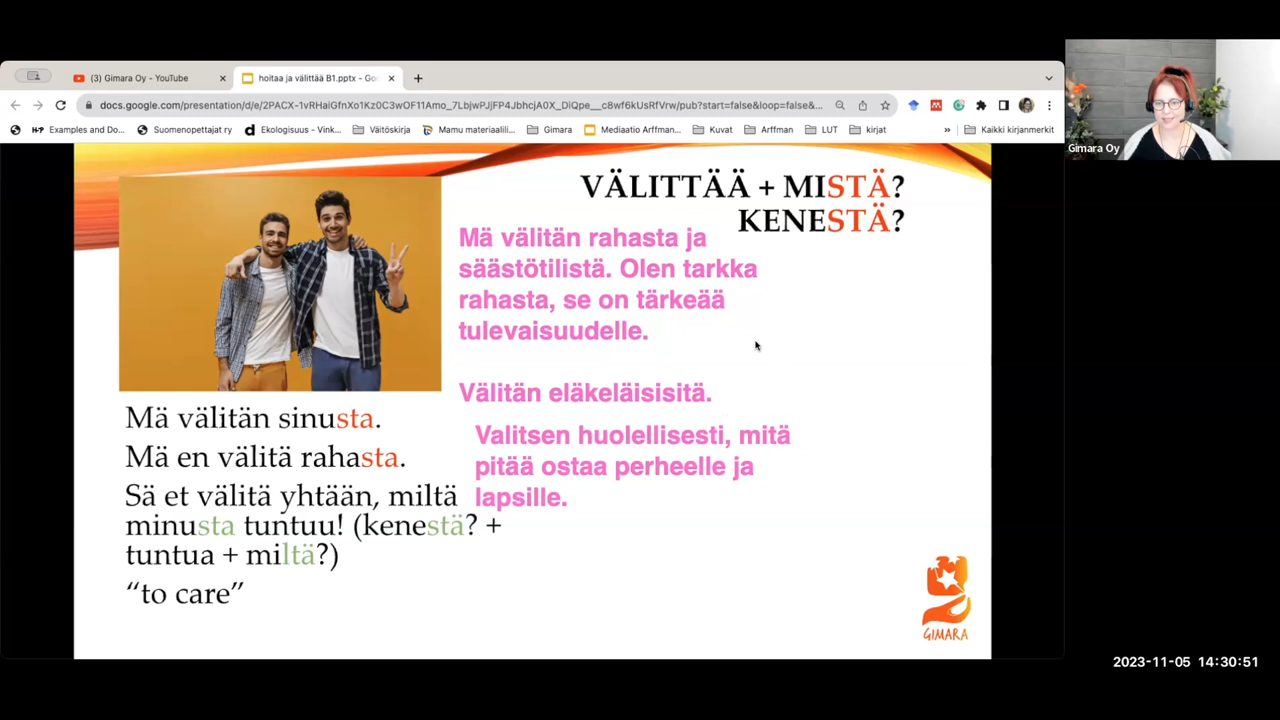 (3) Gimara Oy - YouTube
hoitaa ja välittää B1.pptx - Goo
docs.google.com/presentation/d/e/2PACX-1vRHaiGfnXo1Kz0C3wOF11Amo_7LbjwPJjFP4JbhcjA0X_DiQpe__c8wf6kUsRfVrw/pub?start=false&loop=false&...
Examples and Do...
Suomenopettajat ry
Ekologisuus - Vink...
Väitöskirja
Mamu materiaalili...
Gimara
Mediaatio Arffman...
Kuvat
Arffman
LUT
kirjat
»
Kaikki kirjanmerkit
Gimara Oy
VÄLITTÄÄ + MISTÄ?
KENESTÄ?
Mä välitän rahasta ja
säästötilistä. Olen tarkka
rahasta, se on tärkeää
tulevaisuudelle.
Välitän eläkeläisisitä.
Valitsen huolellisesti, mitä
pitää ostaa perheelle ja
lapsille.
Mä välitän sinusta.
Mä en välitä rahasta.
Sä et välitä yhtään, miltä
minusta tuntuu! (kenestä? +
tuntua + miltä?)
“to care”
GIMARA
2023-11-05 14:30:51